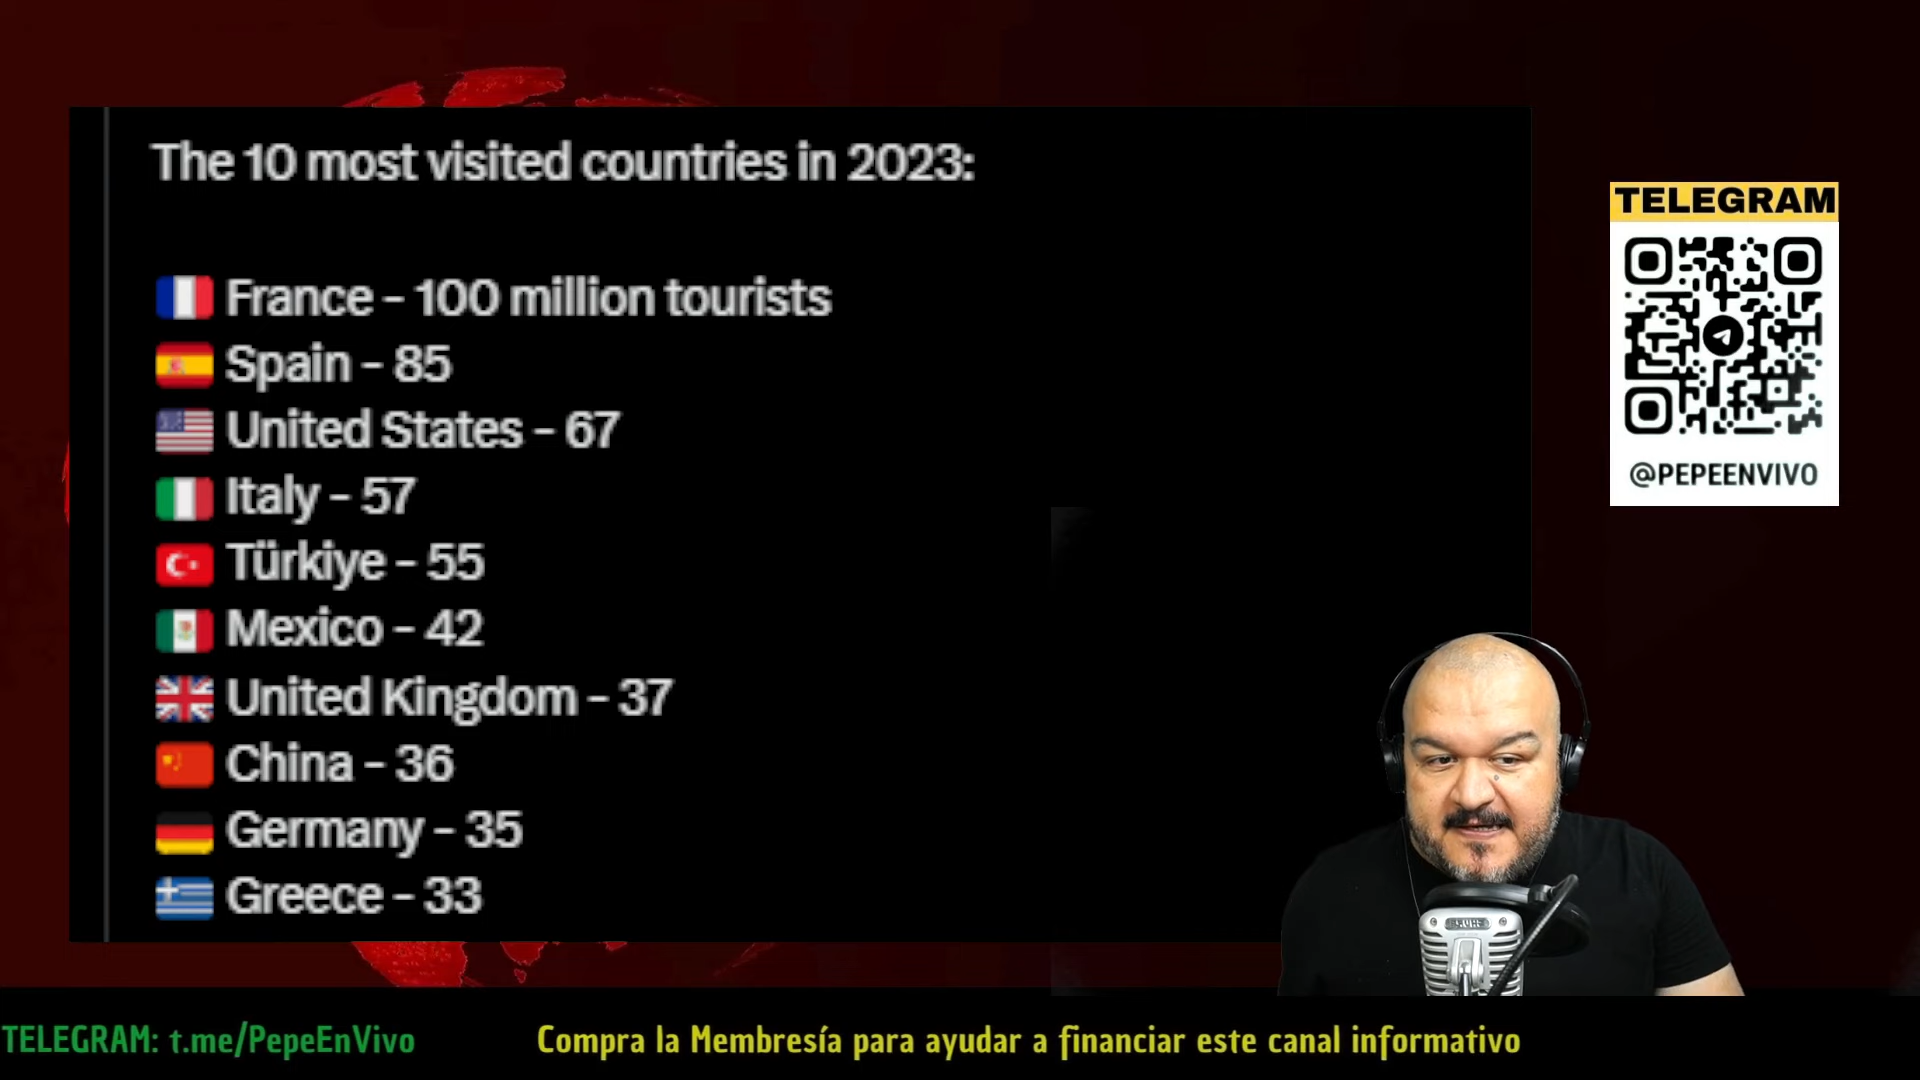 The 10 most visited countries in 2023:
France – 100 million tourists
Spain – 85
United States – 67
Italy – 57
Türkiye – 55
Mexico – 42
United Kingdom – 37
China – 36
Germany – 35
Greece – 33
TELEGRAM
@PEPEENVIVO
TELEGRAM: t.me/PepeEnVivo
Compra la Membresía para ayudar a financiar este canal informativo